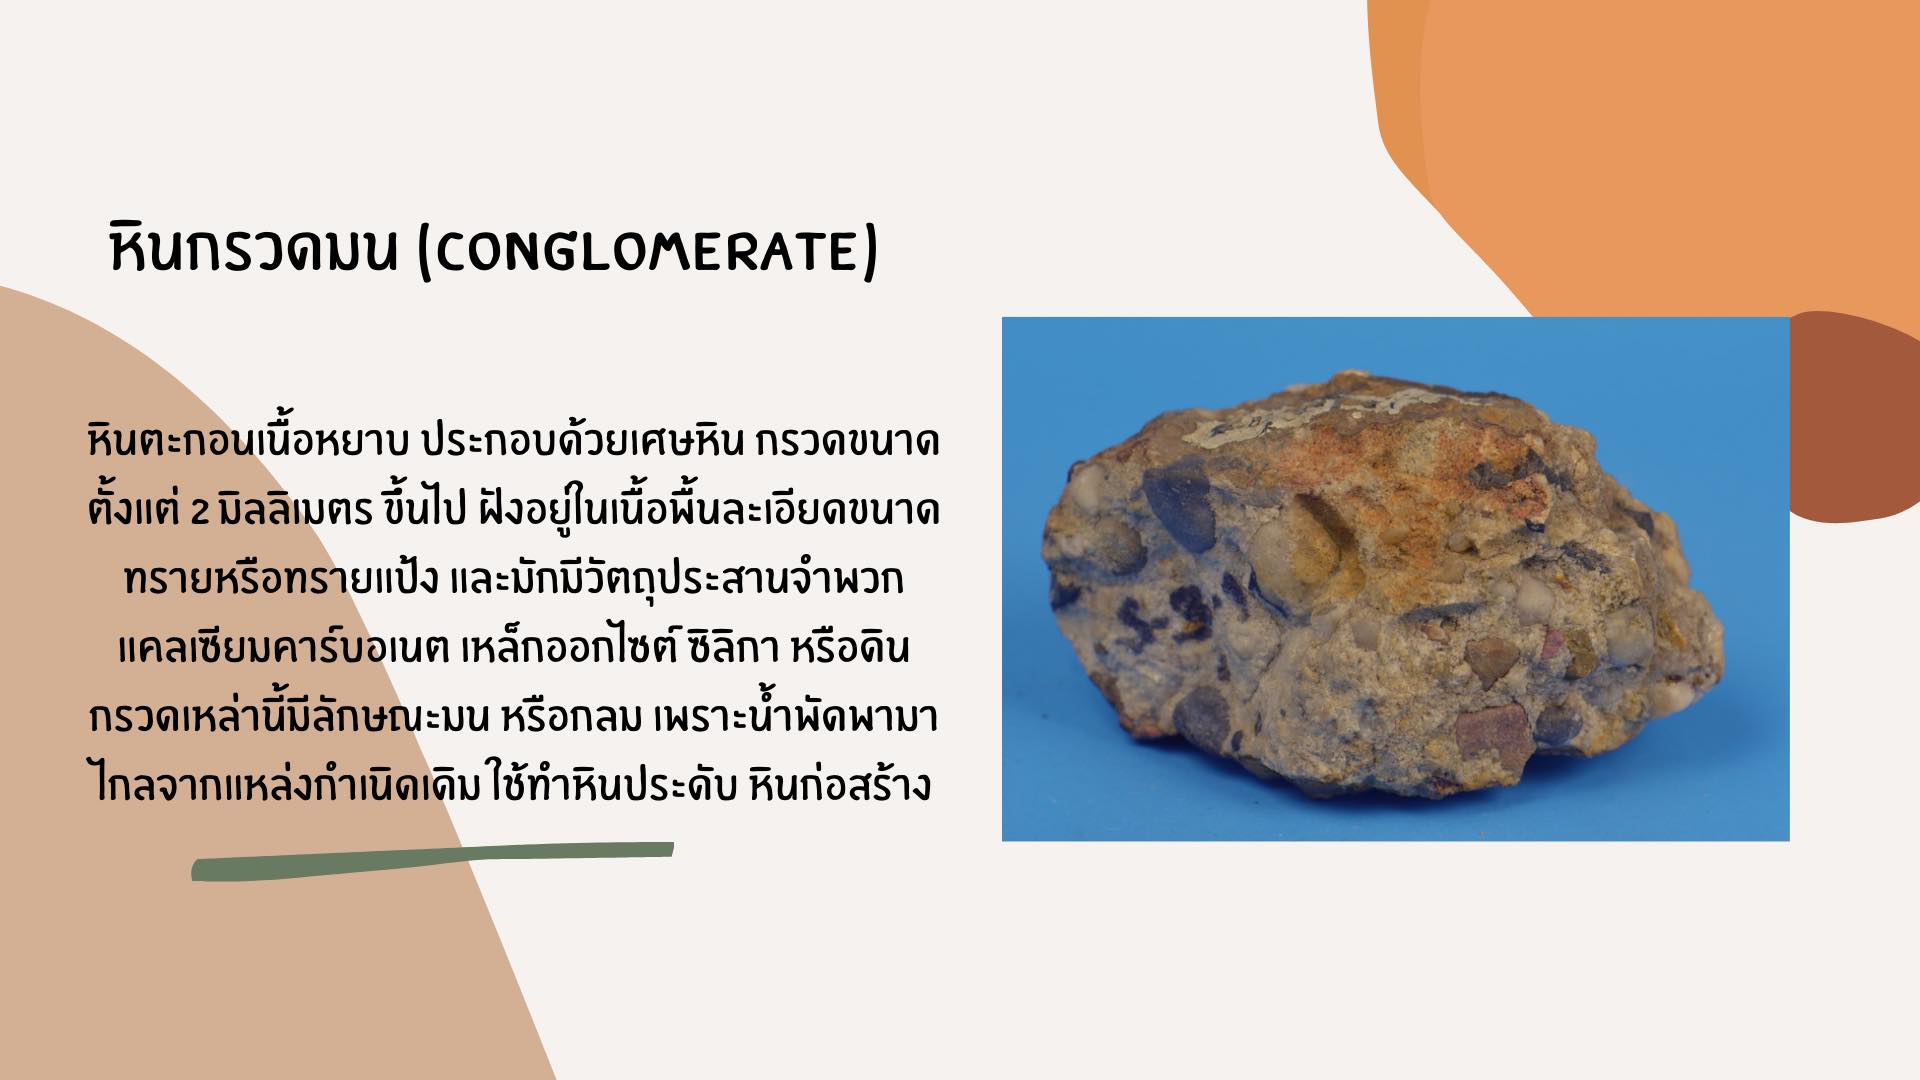 หินกรวดมน (CONGLOMERATE)
หินตะกอนเนื้อหยาบ ประกอบด้วยเศษหิน กรวดขนาด
ตั้งแต่ 2 มิลลิเมตร ขึ้นไป ฝังอยู่ในเนื้อพื้นละเอียดขนาด
ทรายหรือทรายแป้ง และมักมีวัตถุประสานจำพวก
แคลเซียมคาร์บอเนต เหล็กออกไซต์ ซิลิกา หรือดิน
กรวดเหล่านี้มีลักษณะมน หรือกลม เพราะน้ำพัดพามา
ไกลจากแหล่งกำเนิดเดิม ใช้ทำหินประดับ หินก่อสร้าง